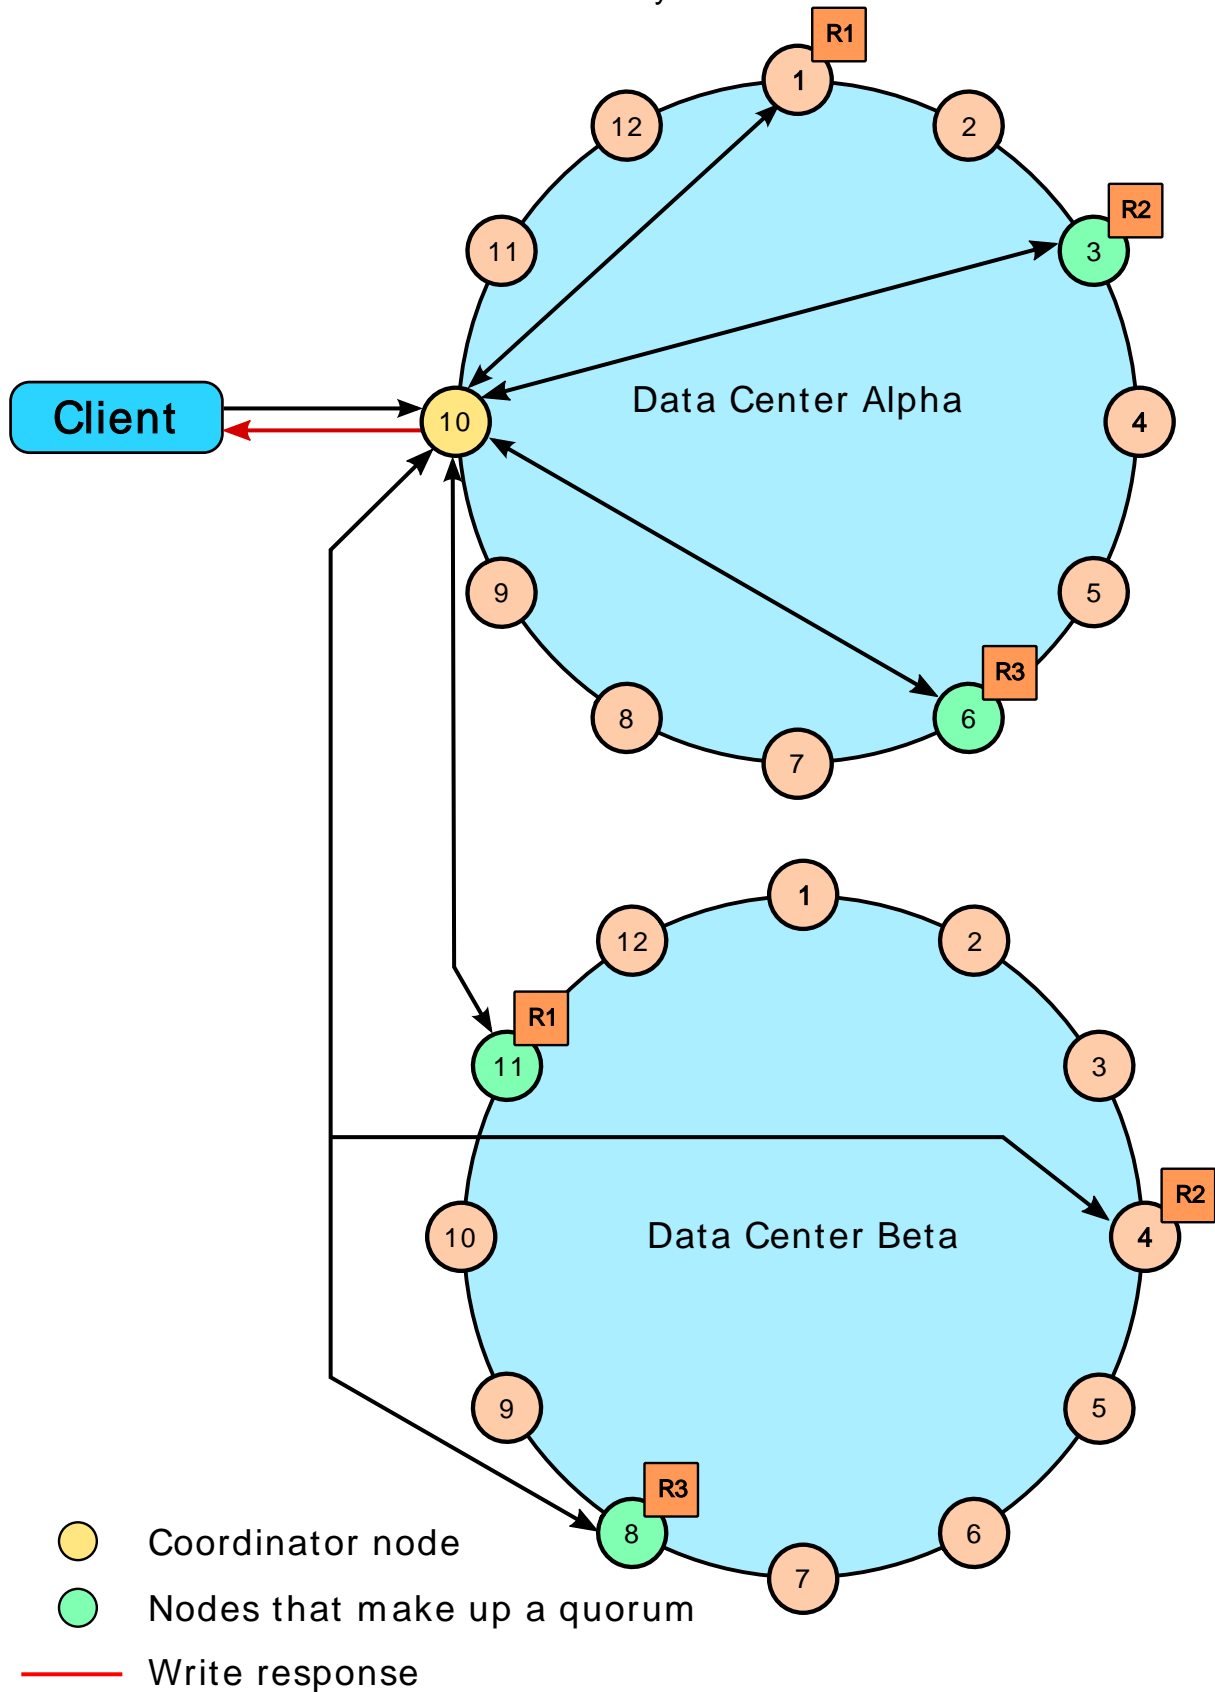 y
R1
1
12
2
R2
11
3
Client
10
Data Center Alpha
4
9
5
R3
8
6
7
1
12
2
R1
11
3
R2
10
Data Center Beta
4
9
5
R3
8
6
7
Coordinator node
Nodes that make up a quorum
Write response